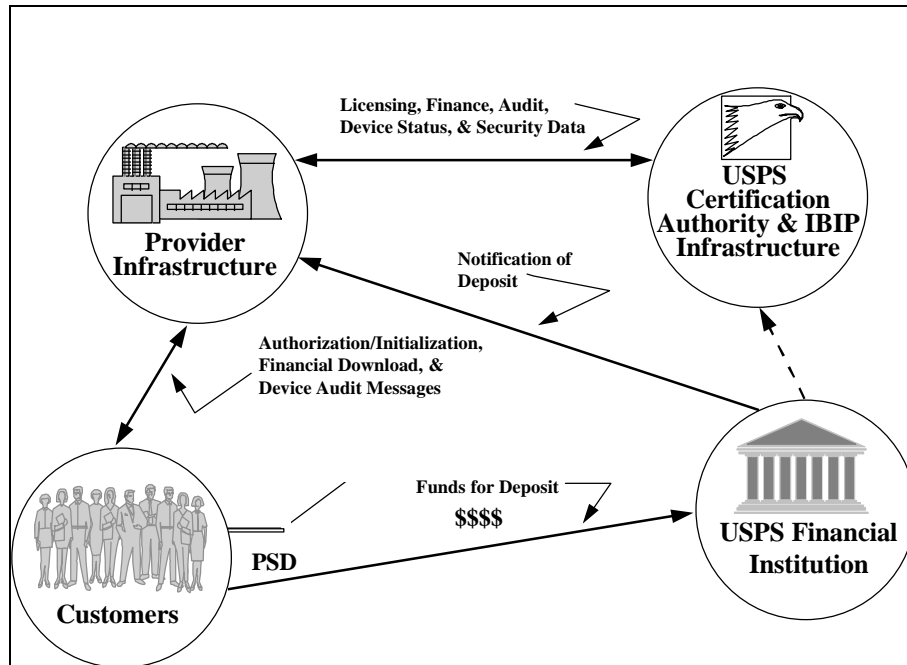 Licensing, Finance, Audit,
Device Status, & Security Data
USPS
Certification
Authority & IBIP
Infrastructure
Provider
Infrastructure
Notification of
Deposit
Authorization/Initialization,
Financial Download, &
Device Audit Messages
Funds for Deposit
$$$$
PSD
USPS Financial
Institution
Customers